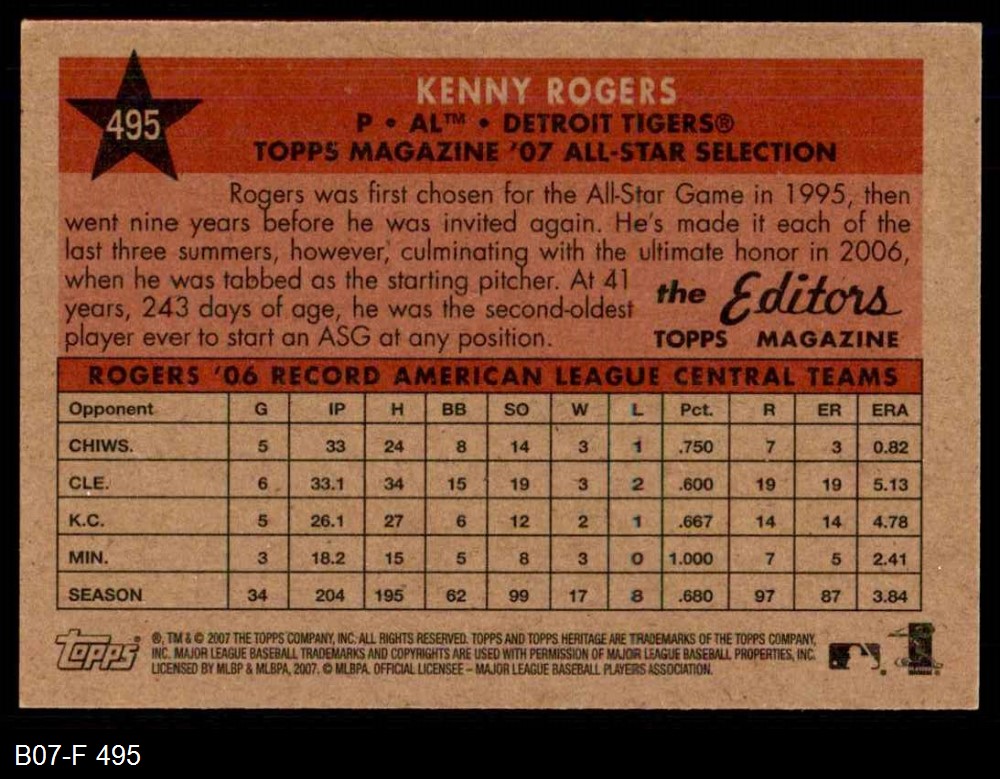 495
KENNY ROGERS
P • AL™ • DETROIT TIGERS®
TOPPS MAGAZINE '07 ALL-STAR SELECTION
Rogers was first chosen for the All-Star Game in 1995, then
went nine years before he was invited again. He's made it each of the
last three summers, however, culminating with the ultimate honor in 2006,
when he was tabbed as the starting pitcher. At 41
years, 243 days of age, he was the second-oldest
player ever to start an ASG at any position.
the Editors
TOPPS MAGAZINE
ROGERS '06 RECORD AMERICAN LEAGUE CENTRAL TEAMS
Opponent G IP H BB SO W L Pct. R ER ERA
CHIWS. 5 33 24 8 14 3 1 .750 7 3 0.82
CLE. 6 33.1 34 15 19 3 2 .600 19 19 5.13
K.C. 5 26.1 27 6 12 2 1 .667 14 14 4.78
MIN. 3 18.2 15 5 8 3 0 1.000 7 5 2.41
SEASON 34 204 195 62 99 17 8 .680 97 87 3.84
Topps®
®, TM & © 2007 THE TOPPS COMPANY, INC. ALL RIGHTS RESERVED. TOPPS AND TOPPS HERITAGE ARE TRADEMARKS OF THE TOPPS COMPANY,
INC. MAJOR LEAGUE BASEBALL TRADEMARKS AND COPYRIGHTS ARE USED WITH PERMISSION OF MAJOR LEAGUE BASEBALL PROPERTIES, INC.
LICENSED BY MLBP & MLBPA, 2007. © MLBPA. OFFICIAL LICENSEE – MAJOR LEAGUE BASEBALL PLAYERS ASSOCIATION.
B07-F 495